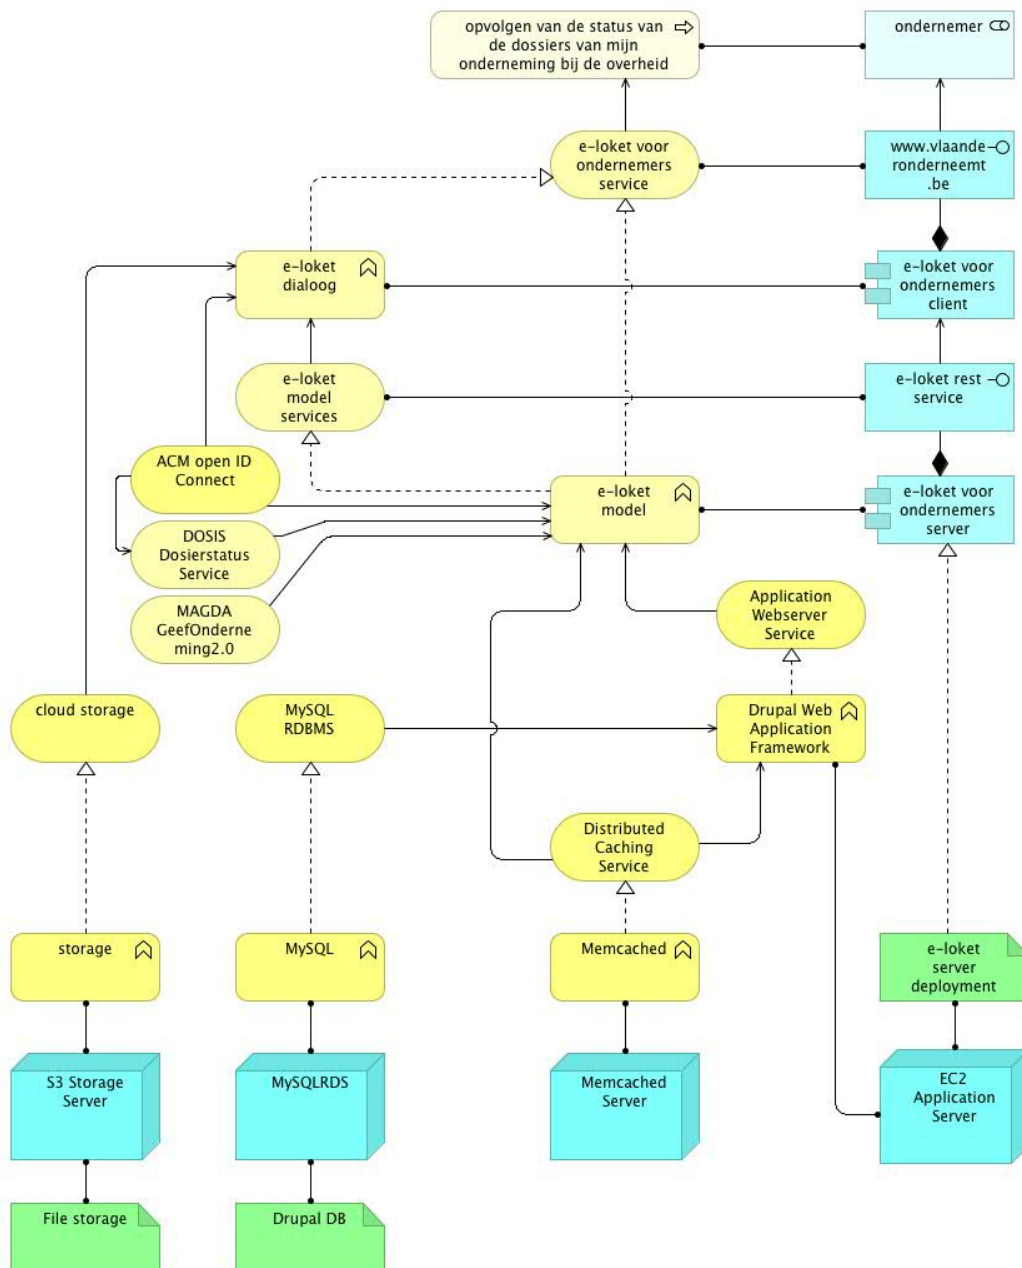 opvolgen van de status van
de dossiers van mijn
onderneming bij de overheid
ondernemer
e-loket voor
ondernemers
service
www.vlaande
ronderneemt
.be
e-loket
dialoog
e-loket voor
ondernemers
client
e-loket
model
services
e-loket rest
service
ACM open ID
Connect
e-loket
model
e-loket voor
ondernemers
server
DOSIS
Dosierstatus
Service
MAGDA
GeefOnderne
ming2.0
Application
Webserver
Service
cloud storage
MySQL
RDBMS
Drupal Web
Application
Framework
Distributed
Caching
Service
storage
MySQL
Memcached
e-loket
server
deployment
S3 Storage
Server
MySQLRDS
Memcached
Server
EC2
Application
Server
File storage
Drupal DB